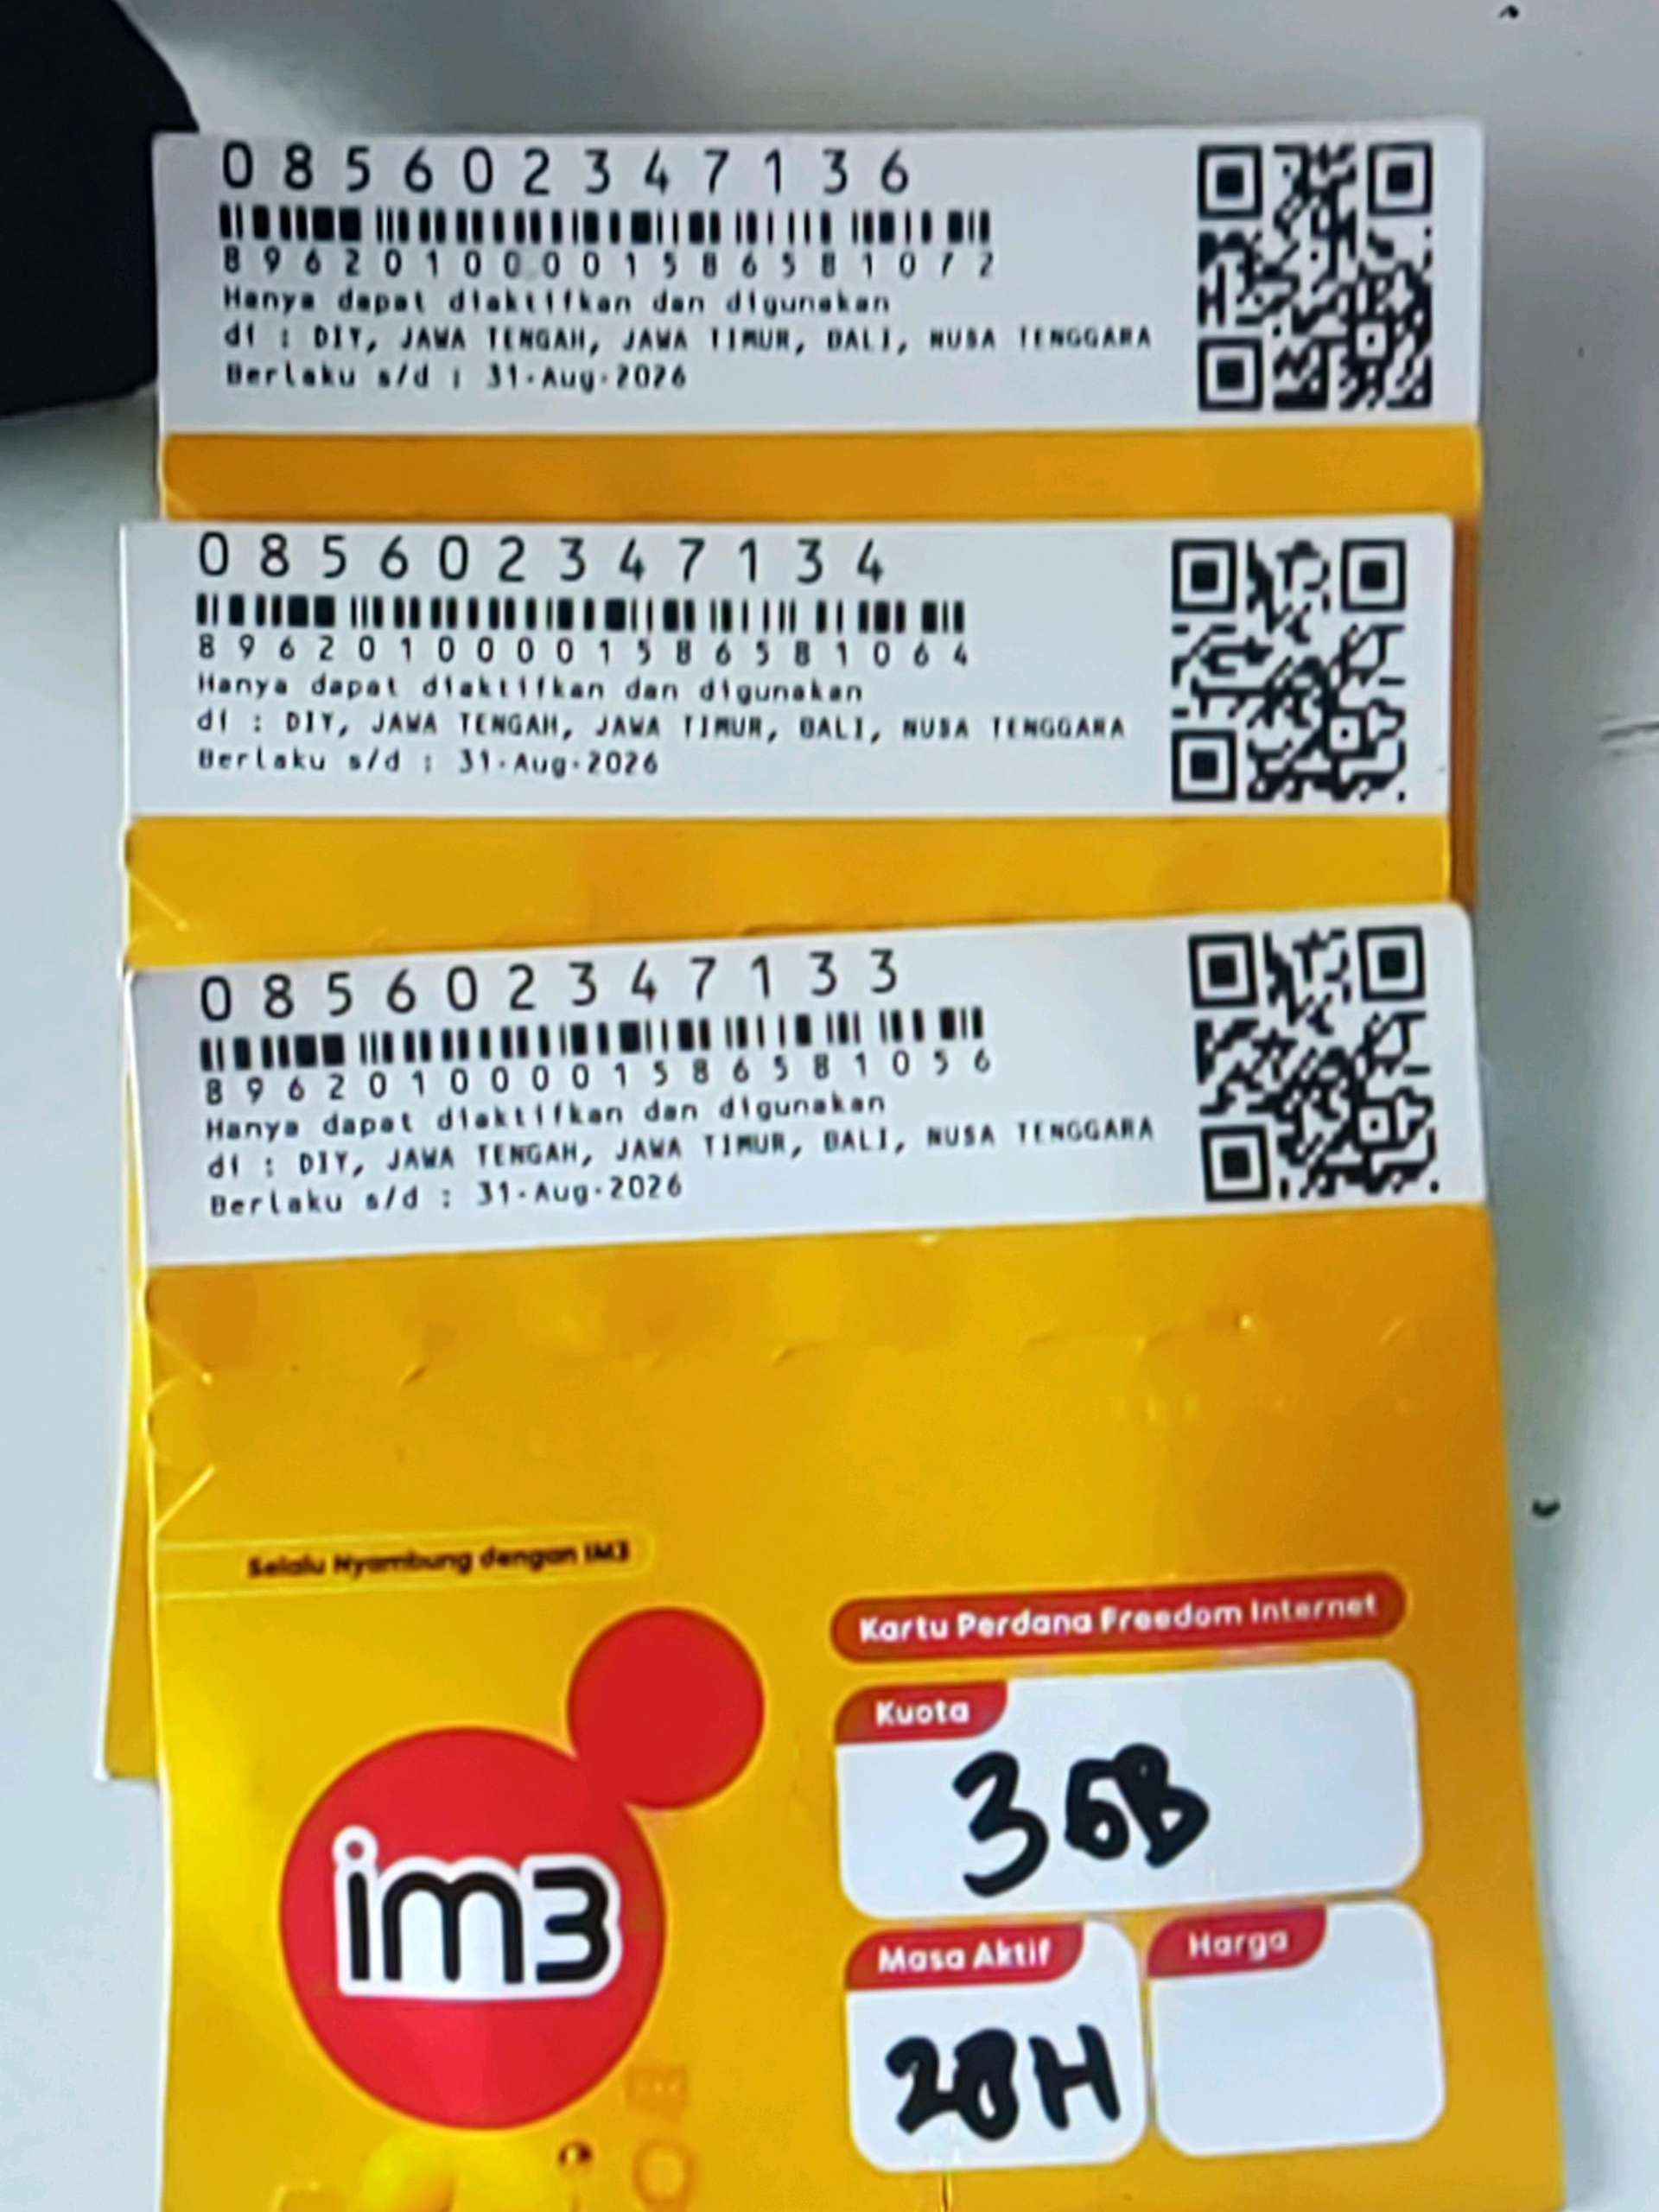 085602347136
89620100001586581072
Hanya dapat diaktifkan dan digunakan
di : DIY, JAWA TENGAH, JAWA TIMUR, BALI, NUSA TENGGARA
Berlaku s/d : 31-Aug-2026
085602347134
89620100001586581064
Hanya dapat diaktifkan dan digunakan
di : DIY, JAWA TENGAH, JAWA TIMUR, BALI, NUSA TENGGARA
Berlaku s/d : 31-Aug-2026
085602347133
89620100001586581056
Hanya dapat diaktifkan dan digunakan
di : DIY, JAWA TENGAH, JAWA TIMUR, BALI, NUSA TENGGARA
Berlaku s/d : 31-Aug-2026
Selalu Nyambung dengan IM3
im3
Kartu Perdana Freedom Internet
Kuota
3GB
Masa Aktif
28H
Harga